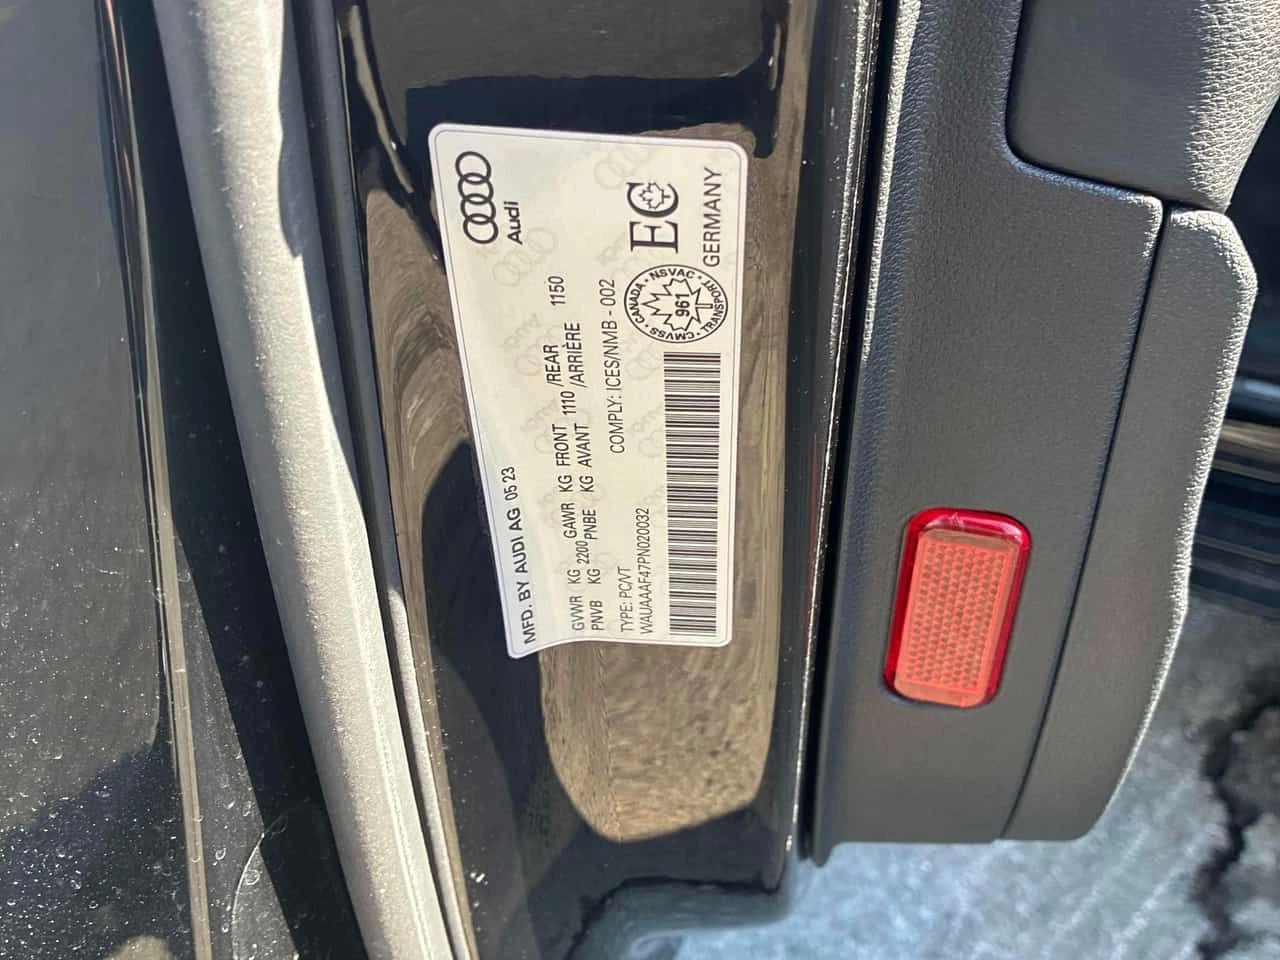 Audi
MFD. BY AUDI AG 05 23
GVWR KG 2200 GAWR KG FRONT 1110 /REAR 1150
PNVB KG PNBE KG AVANT /ARRIÈRE
TYPE: PC/VT COMPLY: ICES/NMB - 002
WAUAAAF47PN020032
CANADA · NSVAC · TRANSPORT · CMVSS ·
961
EC
GERMANY